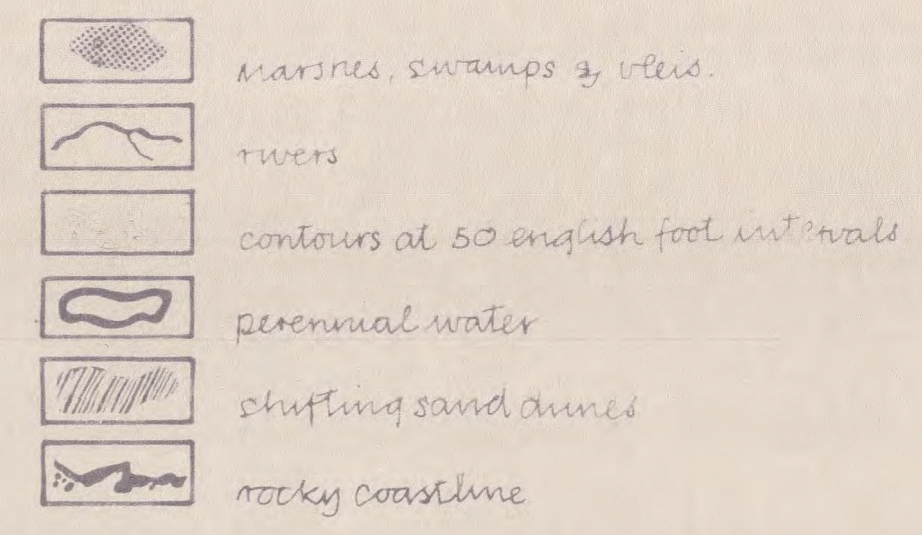 marshes, swamps & vleis.
rivers
contours at 50 english foot intervals
perennial water
shifting sand dunes
rocky coastline